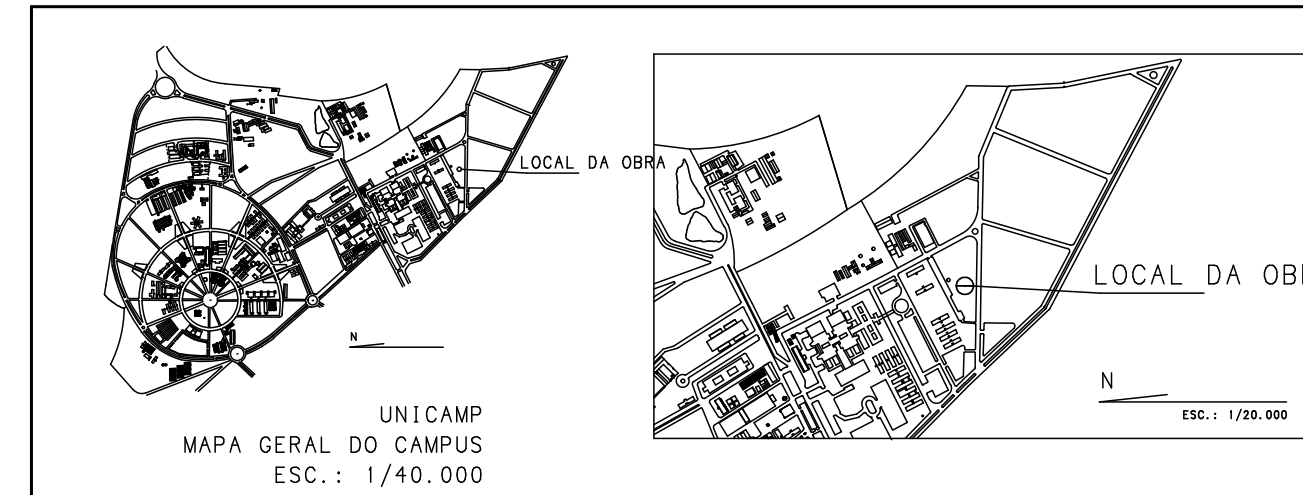 LOCAL DA OBRA
N
UNICAMP
MAPA GERAL DO CAMPUS
ESC.: 1/40.000
LOCAL DA OB
N
ESC.: 1/20.000